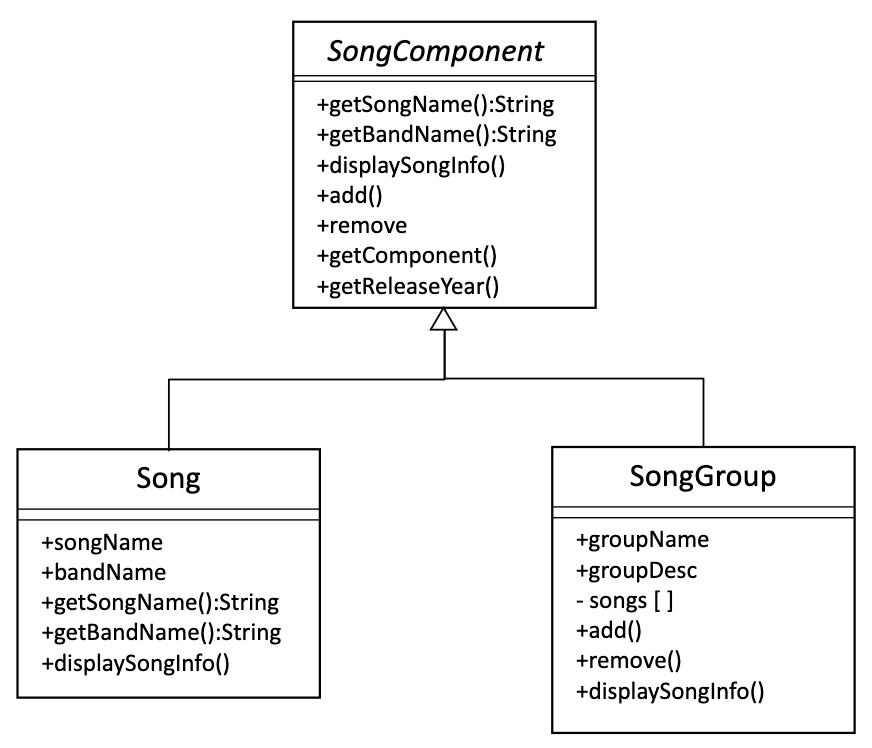 SongComponent
+getSongName():String
+getBandName():String
+displaySongInfo()
+add()
+remove
+getComponent()
+getReleaseYear()
Song
+songName
+bandName
+getSongName():String
+getBandName():String
+displaySongInfo()
SongGroup
+groupName
+groupDesc
- songs [ ]
+add()
+remove()
+displaySongInfo()